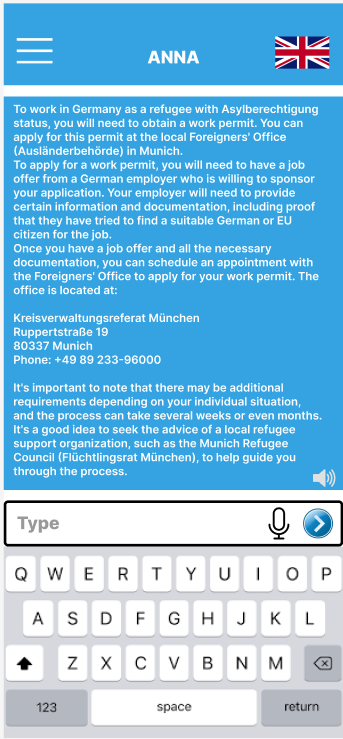 ANNA
To work in Germany as a refugee with Asylberechtigung
status, you will need to obtain a work permit. You can
apply for this permit at the local Foreigners' Office
(Ausländerbehörde) in Munich.
To apply for a work permit, you will need to have a job
offer from a German employer who is willing to sponsor
your application. Your employer will need to provide
certain information and documentation, including proof
that they have tried to find a suitable German or EU
citizen for the job.
Once you have a job offer and all the necessary
documentation, you can schedule an appointment with
the Foreigners' Office to apply for your work permit. The
office is located at:
Kreisverwaltungsreferat München
Ruppertstraße 19
80337 Munich
Phone: +49 89 233-96000
It's important to note that there may be additional
requirements depending on your individual situation,
and the process can take several weeks or even months.
It's a good idea to seek the advice of a local refugee
support organization, such as the Munich Refugee
Council (Flüchtlingsrat München), to help guide you
through the process.
Type
Q W E R T Y U I O P
A S D F G H J K L
Z X C V B N M
123 space return